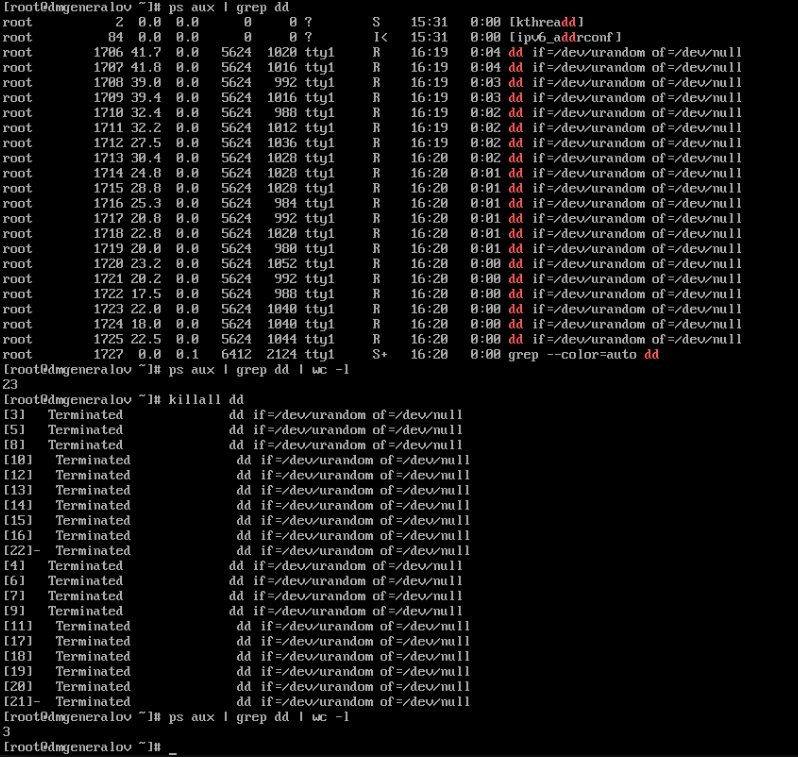 [root@dmgeneralov ~]# ps aux | grep dd
root           2  0.0  0.0      0     0 ?        S    15:31   0:00 [kthreadd]
root          84  0.0  0.0      0     0 ?        I<   15:31   0:00 [ipv6_addrconf]
root        1706 41.7  0.0   5624  1020 tty1     R    16:19   0:04 dd if=/dev/urandom of=/dev/null
root        1707 41.8  0.0   5624  1016 tty1     R    16:19   0:04 dd if=/dev/urandom of=/dev/null
root        1708 39.0  0.0   5624   992 tty1     R    16:19   0:03 dd if=/dev/urandom of=/dev/null
root        1709 39.4  0.0   5624  1016 tty1     R    16:19   0:03 dd if=/dev/urandom of=/dev/null
root        1710 32.4  0.0   5624   988 tty1     R    16:19   0:02 dd if=/dev/urandom of=/dev/null
root        1711 32.2  0.0   5624  1012 tty1     R    16:19   0:02 dd if=/dev/urandom of=/dev/null
root        1712 27.5  0.0   5624  1036 tty1     R    16:19   0:02 dd if=/dev/urandom of=/dev/null
root        1713 30.4  0.0   5624  1028 tty1     R    16:20   0:02 dd if=/dev/urandom of=/dev/null
root        1714 24.8  0.0   5624  1028 tty1     R    16:20   0:01 dd if=/dev/urandom of=/dev/null
root        1715 28.8  0.0   5624  1028 tty1     R    16:20   0:01 dd if=/dev/urandom of=/dev/null
root        1716 25.3  0.0   5624   984 tty1     R    16:20   0:01 dd if=/dev/urandom of=/dev/null
root        1717 20.8  0.0   5624   992 tty1     R    16:20   0:01 dd if=/dev/urandom of=/dev/null
root        1718 22.8  0.0   5624  1020 tty1     R    16:20   0:01 dd if=/dev/urandom of=/dev/null
root        1719 20.0  0.0   5624   980 tty1     R    16:20   0:01 dd if=/dev/urandom of=/dev/null
root        1720 23.2  0.0   5624  1052 tty1     R    16:20   0:00 dd if=/dev/urandom of=/dev/null
root        1721 20.2  0.0   5624   992 tty1     R    16:20   0:00 dd if=/dev/urandom of=/dev/null
root        1722 17.5  0.0   5624   988 tty1     R    16:20   0:00 dd if=/dev/urandom of=/dev/null
root        1723 22.0  0.0   5624  1040 tty1     R    16:20   0:00 dd if=/dev/urandom of=/dev/null
root        1724 18.0  0.0   5624  1040 tty1     R    16:20   0:00 dd if=/dev/urandom of=/dev/null
root        1725 22.5  0.0   5624  1044 tty1     R    16:20   0:00 dd if=/dev/urandom of=/dev/null
root        1727  0.0  0.1   6412  2124 tty1     S+   16:20   0:00 grep --color=auto dd
[root@dmgeneralov ~]# ps aux | grep dd | wc -l
23
[root@dmgeneralov ~]# killall dd
[3]   Terminated              dd if=/dev/urandom of=/dev/null
[5]   Terminated              dd if=/dev/urandom of=/dev/null
[8]   Terminated              dd if=/dev/urandom of=/dev/null
[10]   Terminated              dd if=/dev/urandom of=/dev/null
[12]   Terminated              dd if=/dev/urandom of=/dev/null
[13]   Terminated              dd if=/dev/urandom of=/dev/null
[14]   Terminated              dd if=/dev/urandom of=/dev/null
[15]   Terminated              dd if=/dev/urandom of=/dev/null
[16]   Terminated              dd if=/dev/urandom of=/dev/null
[22]-  Terminated              dd if=/dev/urandom of=/dev/null
[4]   Terminated              dd if=/dev/urandom of=/dev/null
[6]   Terminated              dd if=/dev/urandom of=/dev/null
[7]   Terminated              dd if=/dev/urandom of=/dev/null
[9]   Terminated              dd if=/dev/urandom of=/dev/null
[11]   Terminated              dd if=/dev/urandom of=/dev/null
[17]   Terminated              dd if=/dev/urandom of=/dev/null
[18]   Terminated              dd if=/dev/urandom of=/dev/null
[19]   Terminated              dd if=/dev/urandom of=/dev/null
[20]   Terminated              dd if=/dev/urandom of=/dev/null
[21]-  Terminated              dd if=/dev/urandom of=/dev/null
[root@dmgeneralov ~]# ps aux | grep dd | wc -l
3
[root@dmgeneralov ~]# _